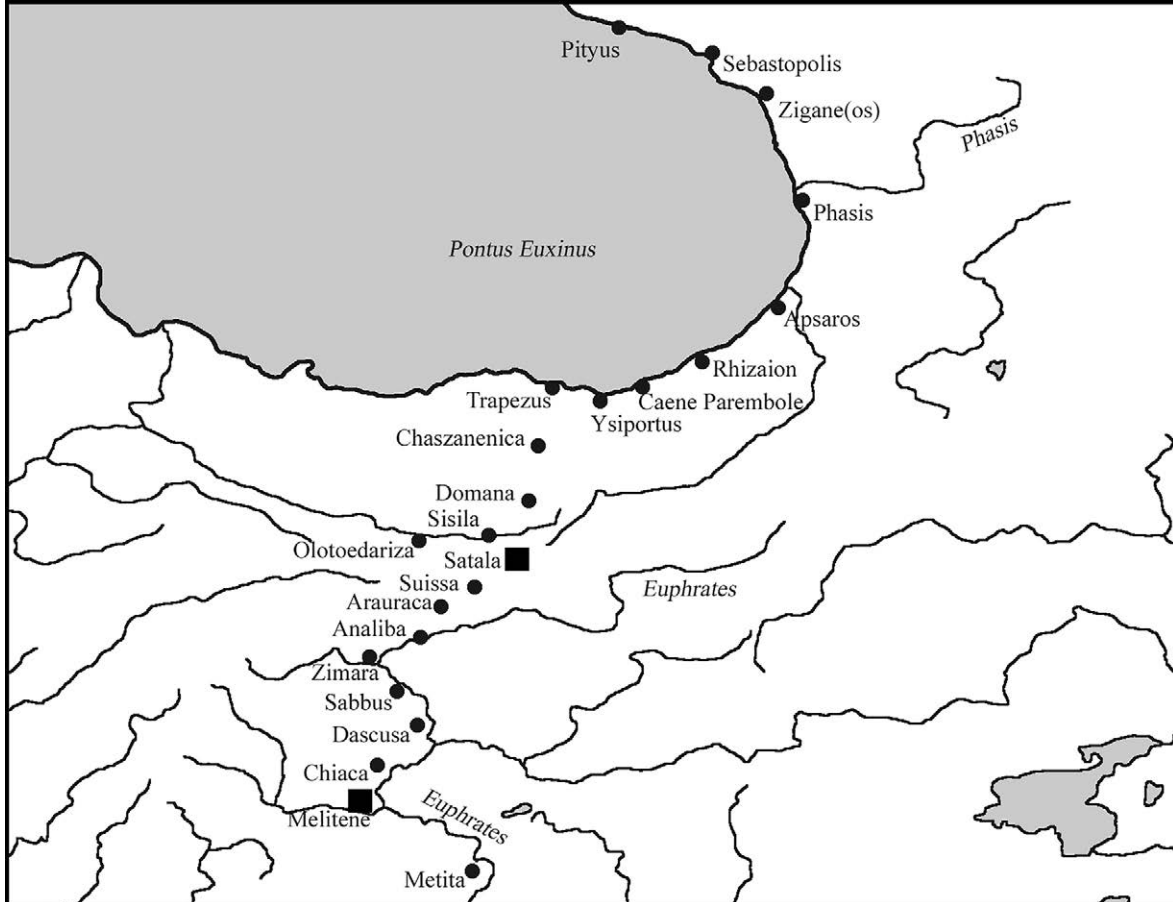 Pityus
Sebastopolis
Zigane(os)
Phasis
Phasis
Pontus Euxinus
Apsaros
Rhizaion
Trapezus
Caene Parembole
Ysiportus
Chaszanenica
Domana
Sisila
Olotoedariza
Satala
Suissa
Euphrates
Arauraca
Analiba
Zimara
Sabbus
Dascusa
Chiaca
Euphrates
Melitene
Metita